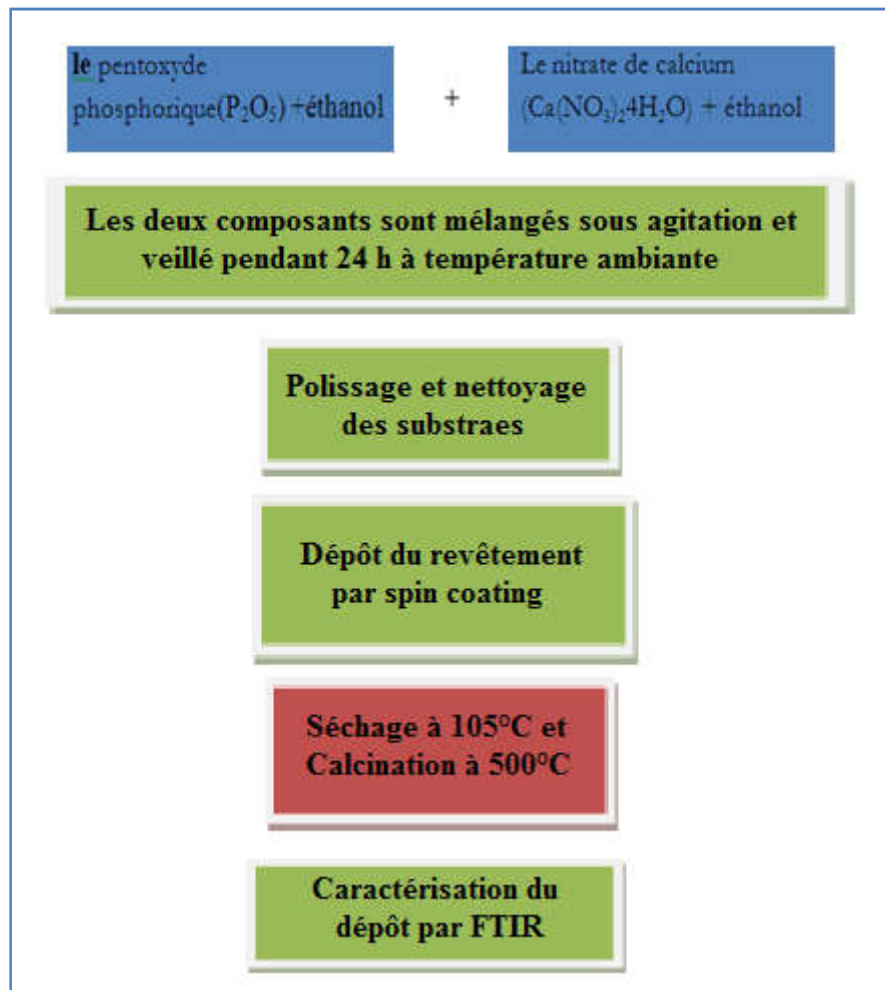 le pentoxyde
phosphorique(P₂O₅) +éthanol
+
Le nitrate de calcium
(Ca(NO₃)₂4H₂O) + éthanol
Les deux composants sont mélangés sous agitation et
veillé pendant 24 h à température ambiante
Polissage et nettoyage
des substraes
Dépôt du revêtement
par spin coating
Séchage à 105°C et
Calcination à 500°C
Caractérisation du
dépôt par FTIR